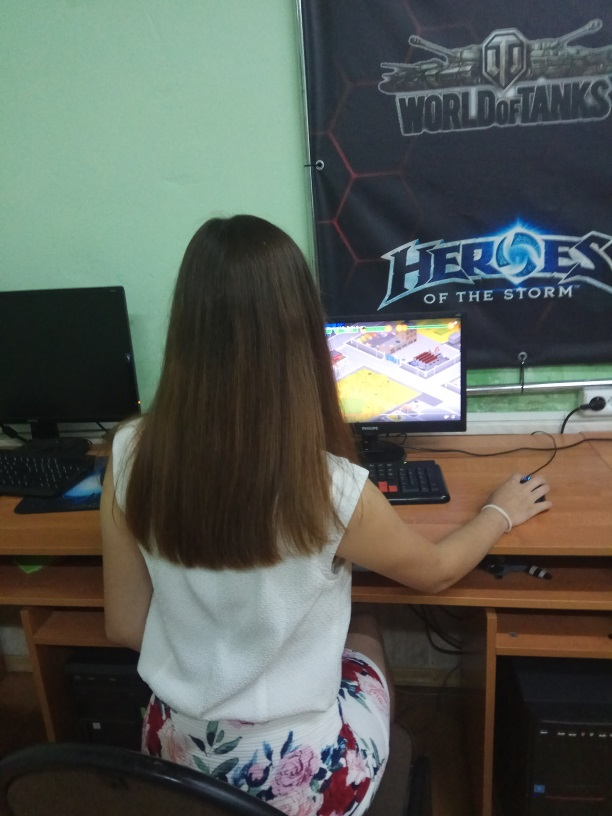 WORLD OF TANKS
HEROES
OF THE STORM
PHILIPS